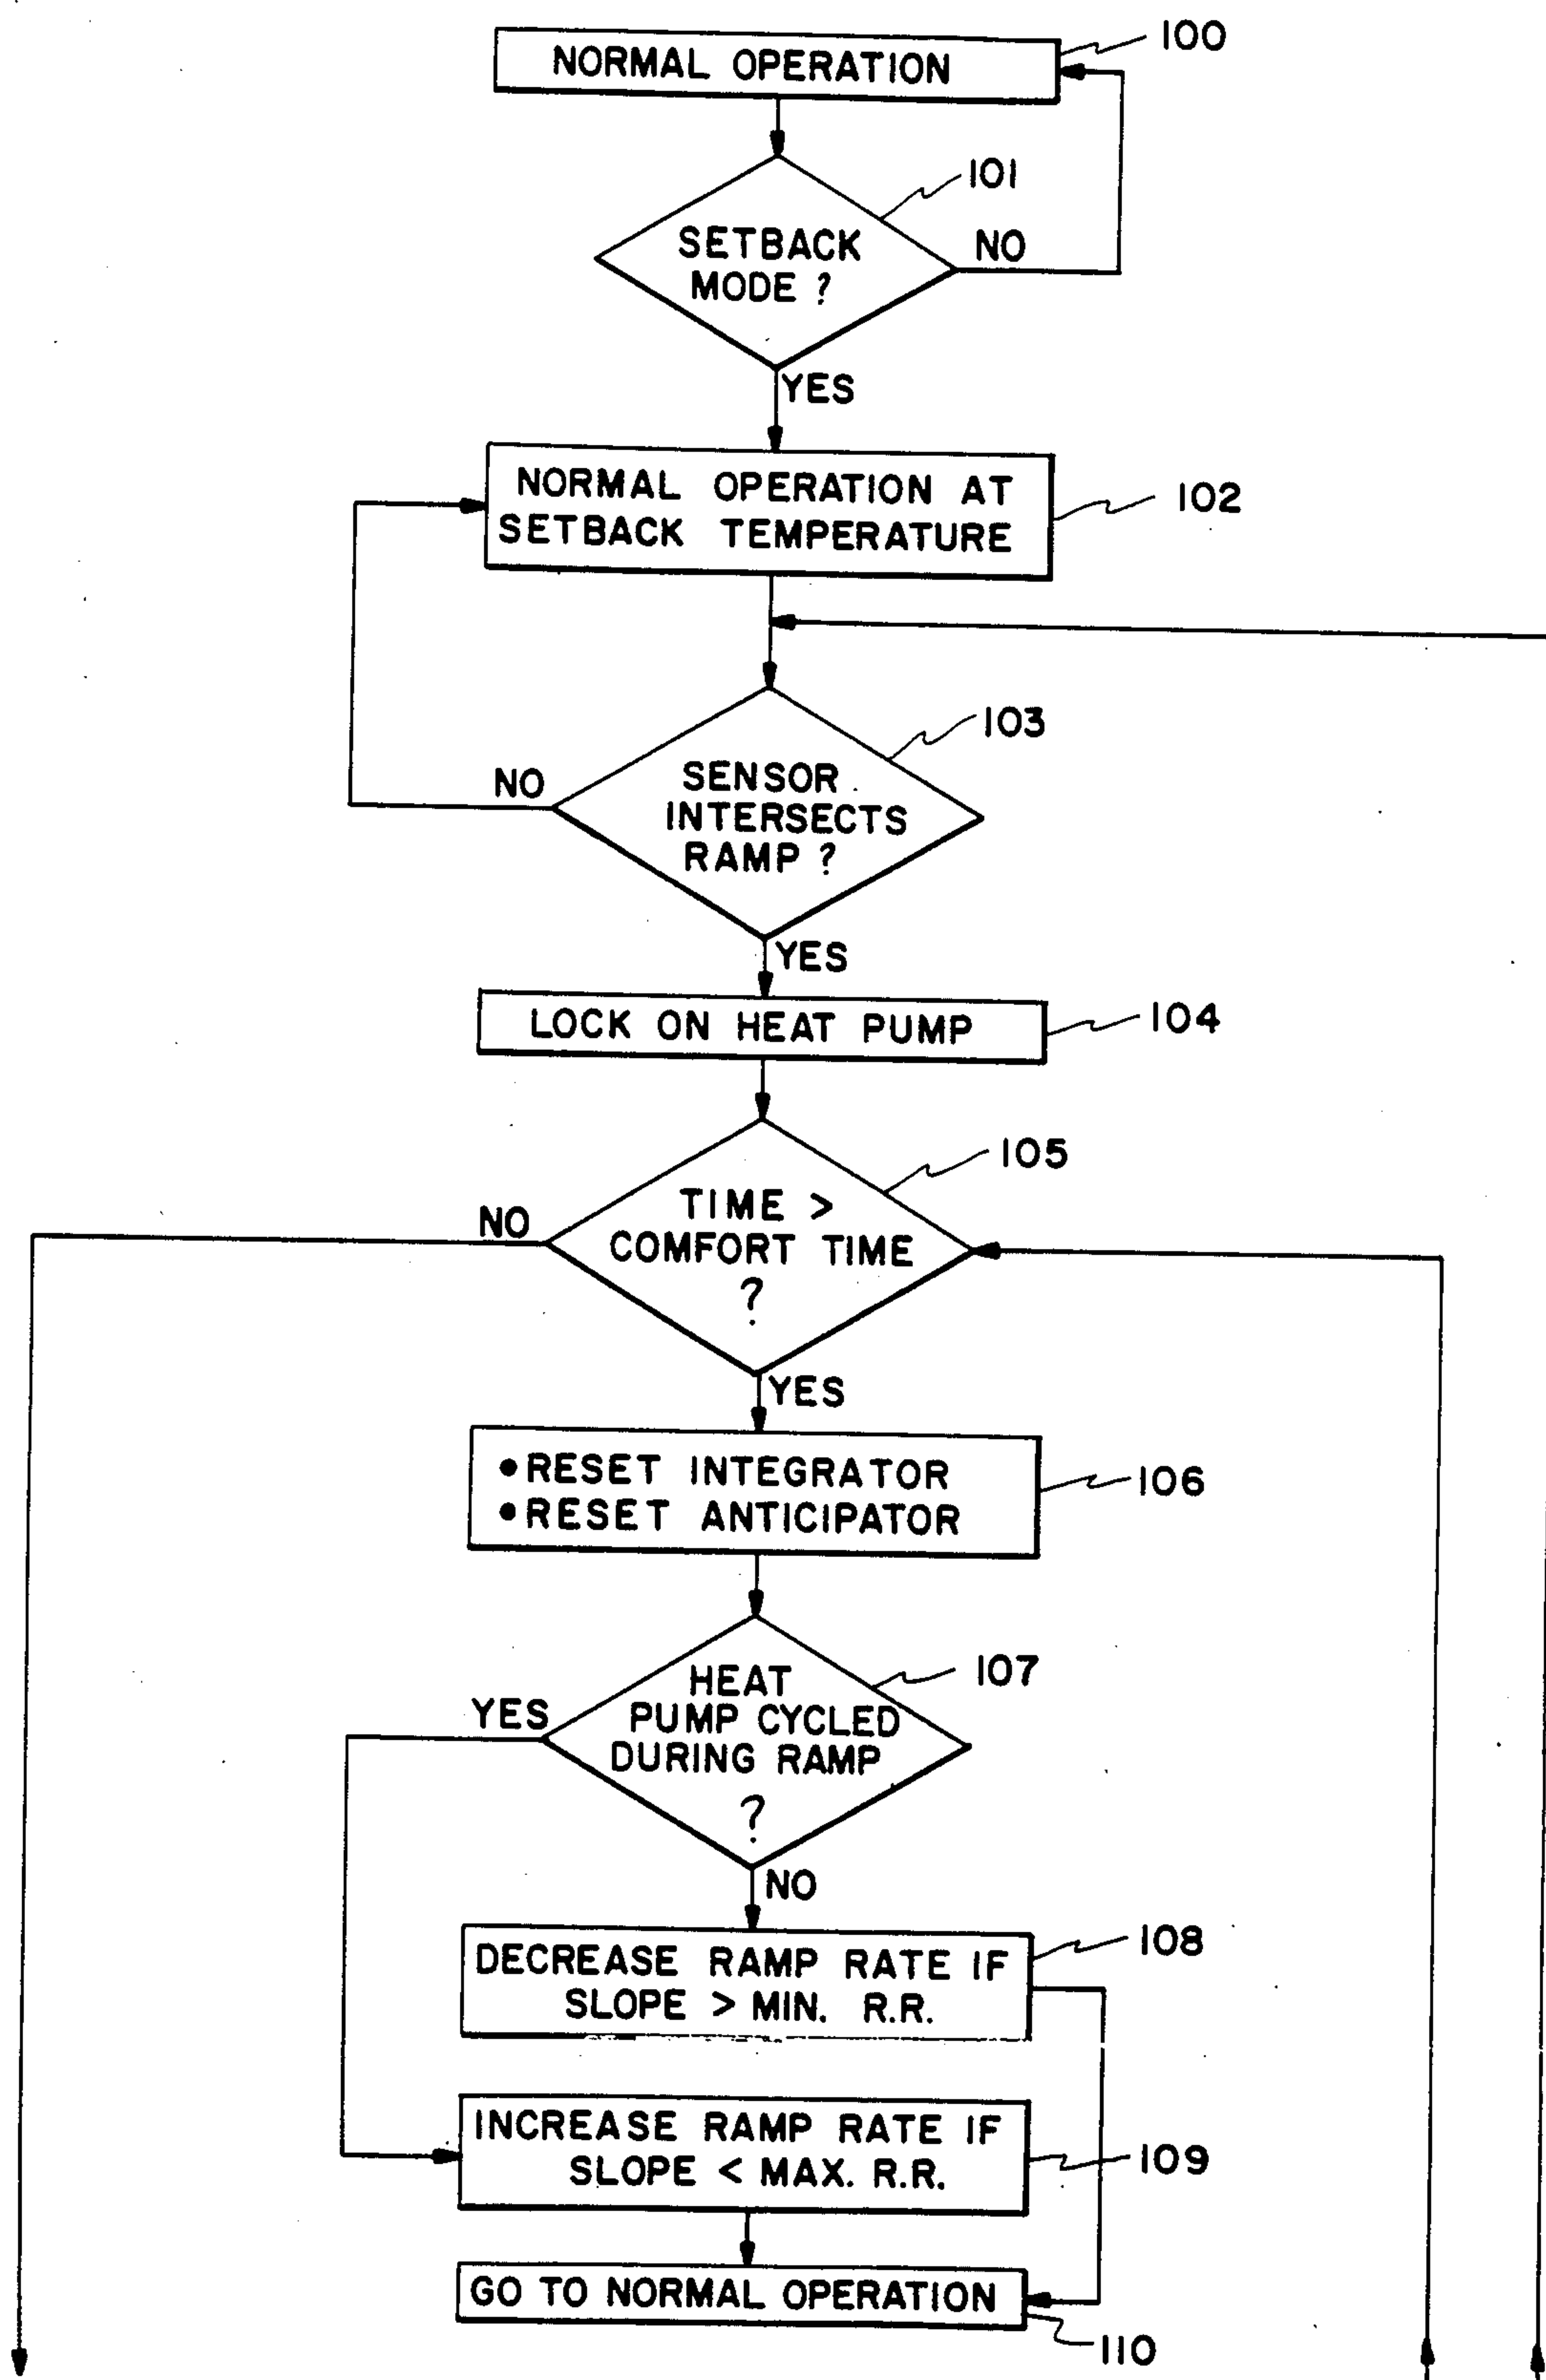 NORMAL OPERATION
100
101
SETBACK
MODE ?
NO
YES
NORMAL OPERATION AT
SETBACK TEMPERATURE
102
103
NO
SENSOR
INTERSECTS
RAMP ?
YES
LOCK ON HEAT PUMP
104
105
NO
TIME >
COMFORT TIME
?
YES
•RESET INTEGRATOR
•RESET ANTICIPATOR
106
107
YES
HEAT
PUMP CYCLED
DURING RAMP
?
NO
DECREASE RAMP RATE IF
SLOPE > MIN. R.R.
108
INCREASE RAMP RATE IF
SLOPE < MAX. R.R.
109
GO TO NORMAL OPERATION
110